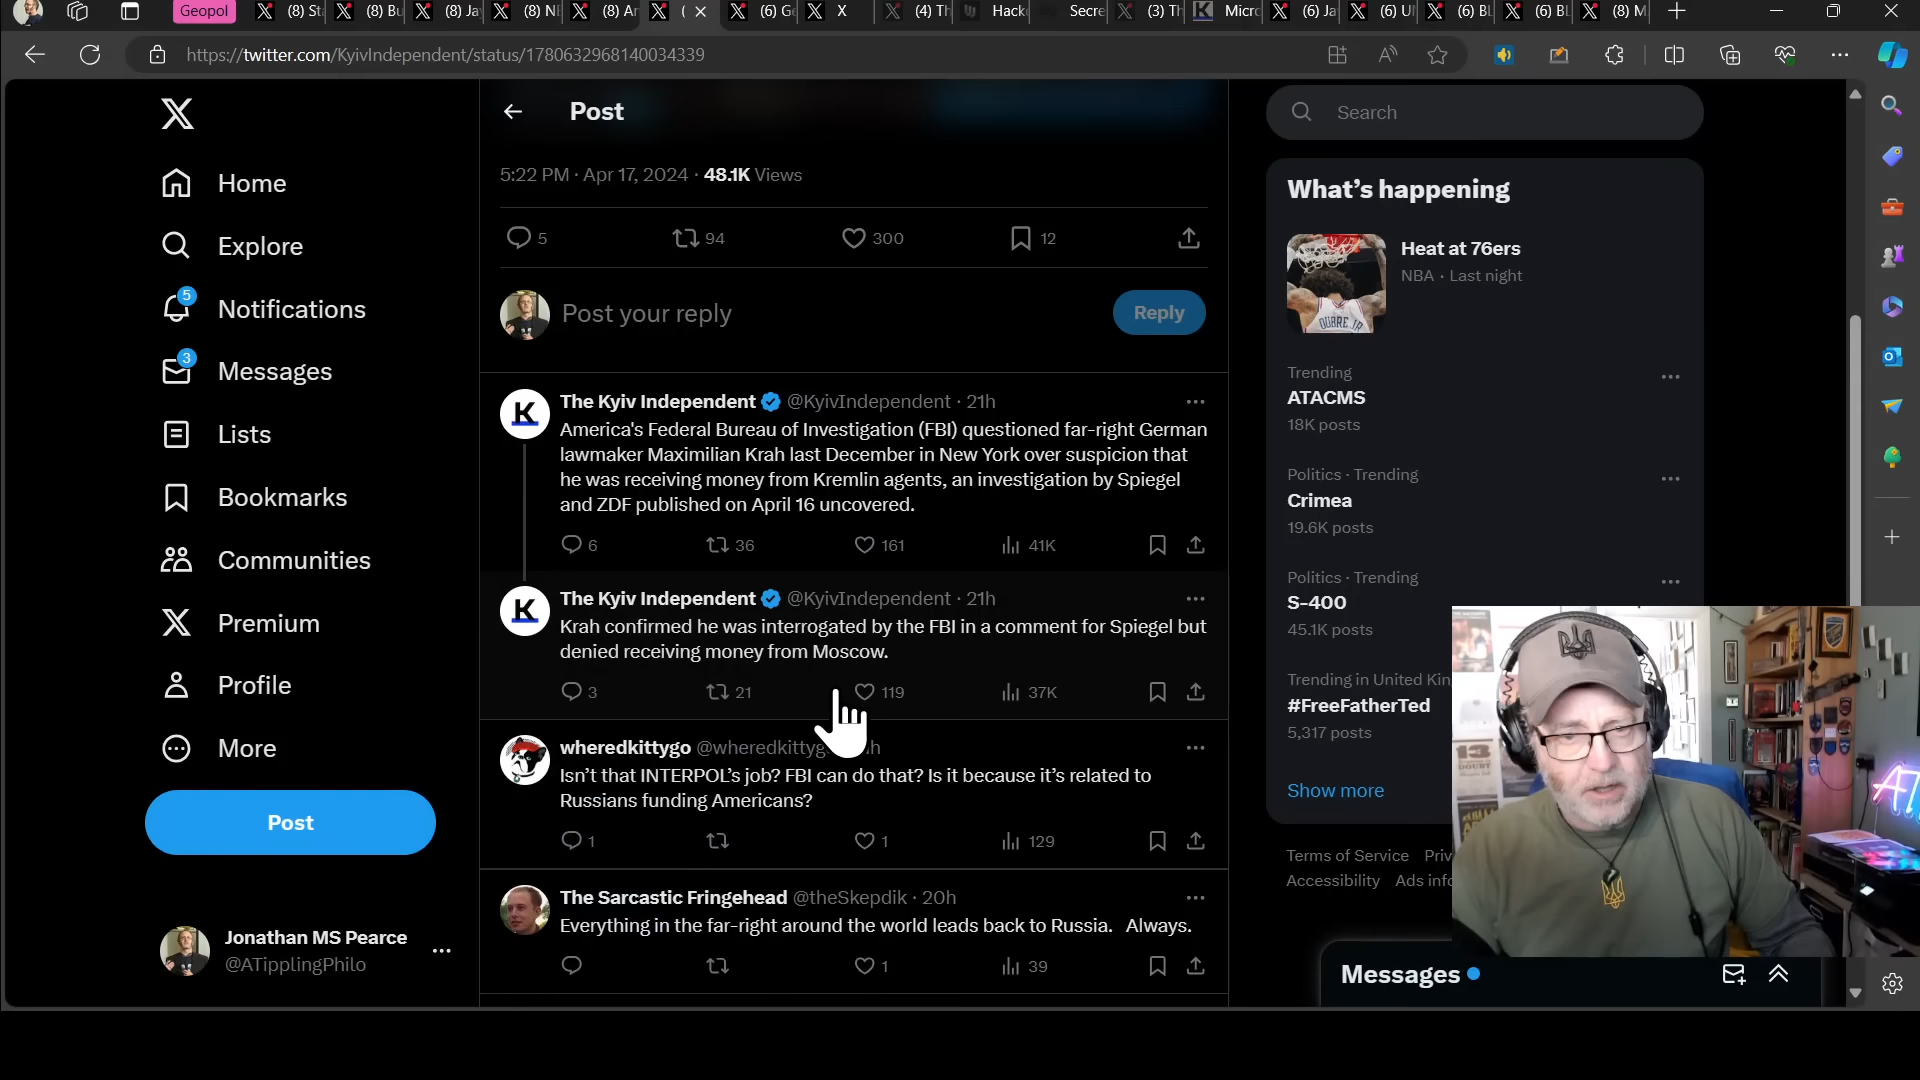 Geopol
(8) St
(8) Bu
(8) Ja
(8) N
(8) Ar
(6) G
X
(4) Th
Hack
Secre
(3) Th
Micro
(6) Ja
(6) U
(6) BL
(6) BL
(8) M
https://twitter.com/KyivIndependent/status/1780632968140034339
Home
Explore
5
Notifications
3
Messages
Lists
Bookmarks
Communities
Premium
Profile
More
Post
Jonathan MS Pearce
@ATipplingPhilo
Post
5:22 PM · Apr 17, 2024 · 48.1K Views
5 94 300 12
Post your reply
Reply
The Kyiv Independent @KyivIndependent · 21h
America's Federal Bureau of Investigation (FBI) questioned far-right German
lawmaker Maximilian Krah last December in New York over suspicion that
he was receiving money from Kremlin agents, an investigation by Spiegel
and ZDF published on April 16 uncovered.
6 36 161 41K
The Kyiv Independent @KyivIndependent · 21h
Krah confirmed he was interrogated by the FBI in a comment for Spiegel but
denied receiving money from Moscow.
3 21 119 37K
wheredkittygo @wheredkittyg
Isn't that INTERPOL's job? FBI can do that? Is it because it's related to
Russians funding Americans?
1 1 129
The Sarcastic Fringehead @theSkepdik · 20h
Everything in the far-right around the world leads back to Russia. Always.
1 39
Search
What's happening
Heat at 76ers
NBA · Last night
OUBRE JR
Trending
ATACMS
18K posts
Politics · Trending
Crimea
19.6K posts
Politics · Trending
S-400
45.1K posts
Trending in United Kin
#FreeFatherTed
5,317 posts
Show more
Terms of Service Priv
Accessibility Ads info
Messages